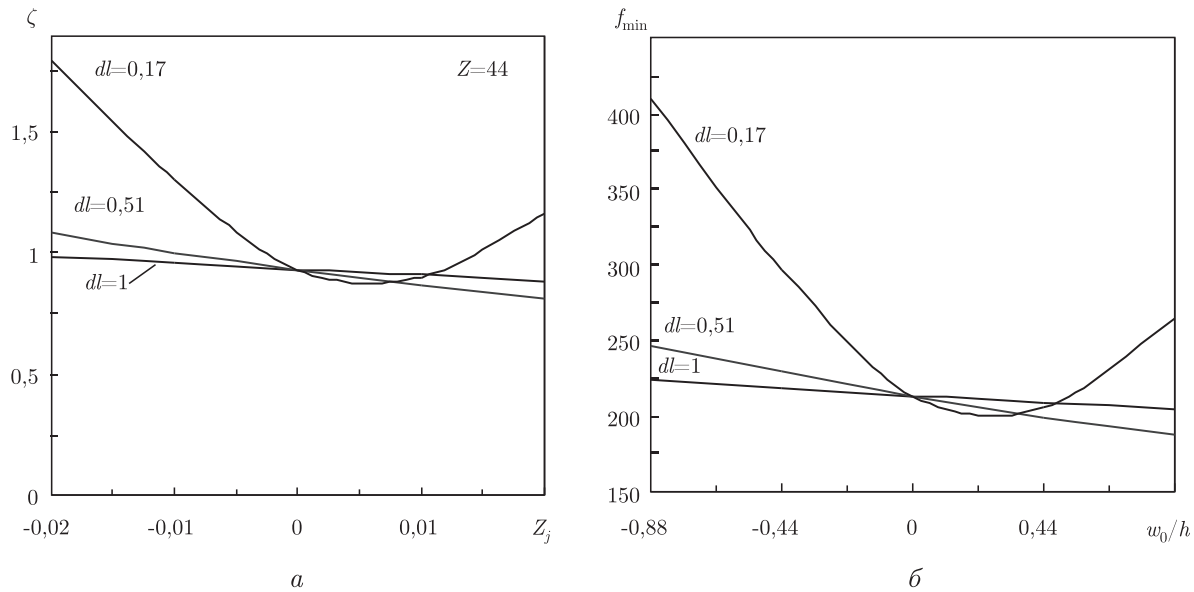 ζ
dl=0,17
Z=44
1,5
dl=0,51
1
dl=1
0,5
0
-0,02
-0,01
0
0,01
Z_j
а
f_min
400
dl=0,17
350
300
dl=0,51
250
dl=1
200
150
-0,88
-0,44
0
0,44
w_0/h
б